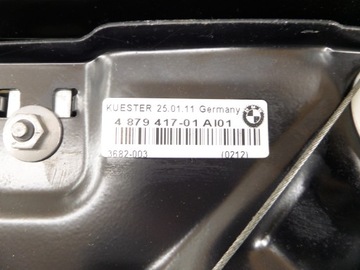 KUESTER 25.01.11 Germany
4 879 417-01 AI01
3682-003 (0212)